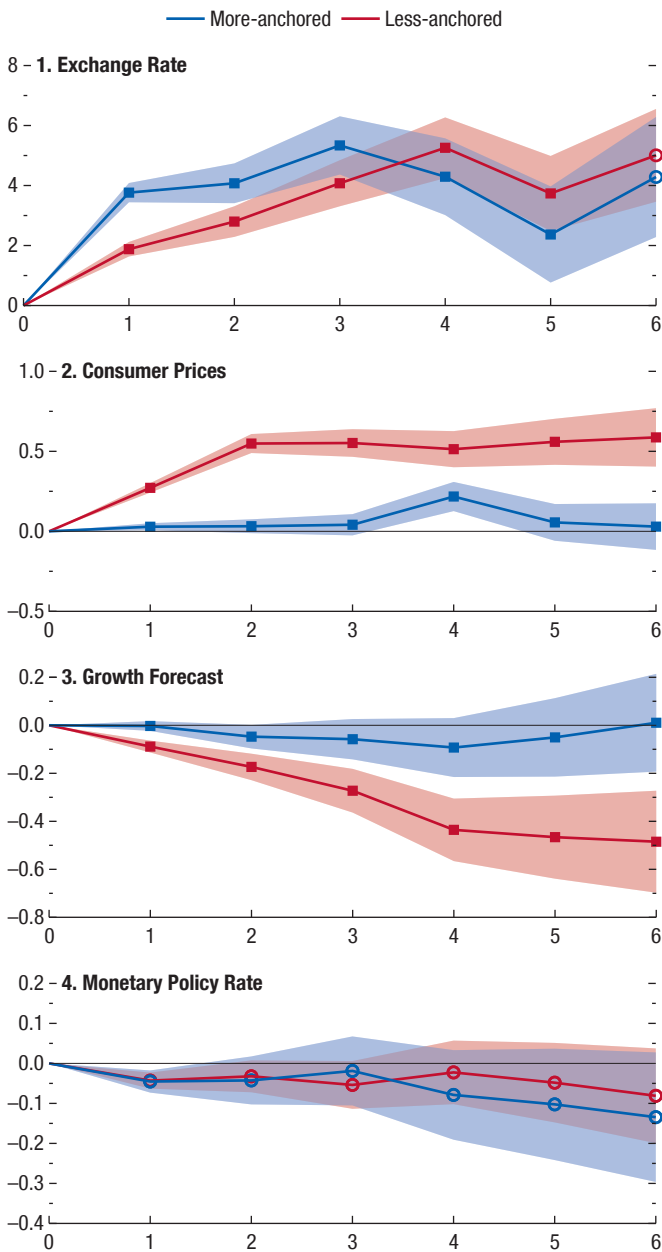 More-anchored Less-anchored
1. Exchange Rate
8
6
4
2
0
0 1 2 3 4 5 6
2. Consumer Prices
1.0
0.5
0.0
–0.5
0 1 2 3 4 5 6
3. Growth Forecast
0.2
0.0
–0.2
–0.4
–0.6
–0.8
0 1 2 3 4 5 6
4. Monetary Policy Rate
0.2
0.1
0.0
–0.1
–0.2
–0.3
–0.4
0 1 2 3 4 5 6